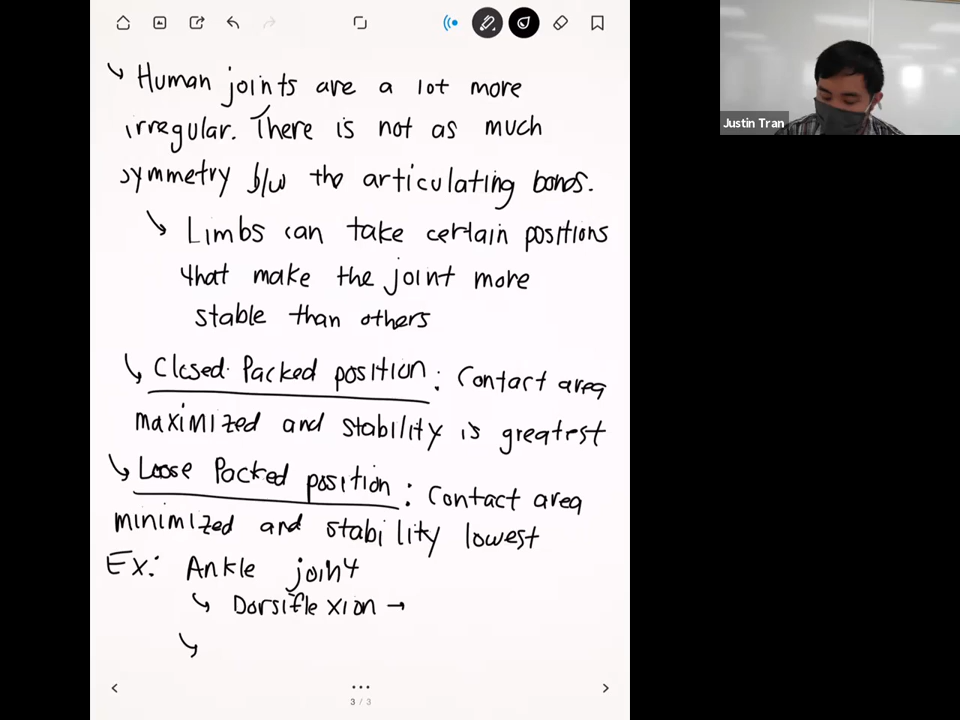 ↳ Human joints are a lot more
irregular. There is not as much
symmetry b/w the articulating bones.
↳ Limbs can take certain positions
that make the joint more
stable than others
↳ Closed Packed position: Contact area
maximized and stability is greatest
↳ Loose Packed position: Contact area
minimized and stability lowest
Ex: Ankle joint
↳ Dorsiflexion →
↳
3 / 3
Justin Tran